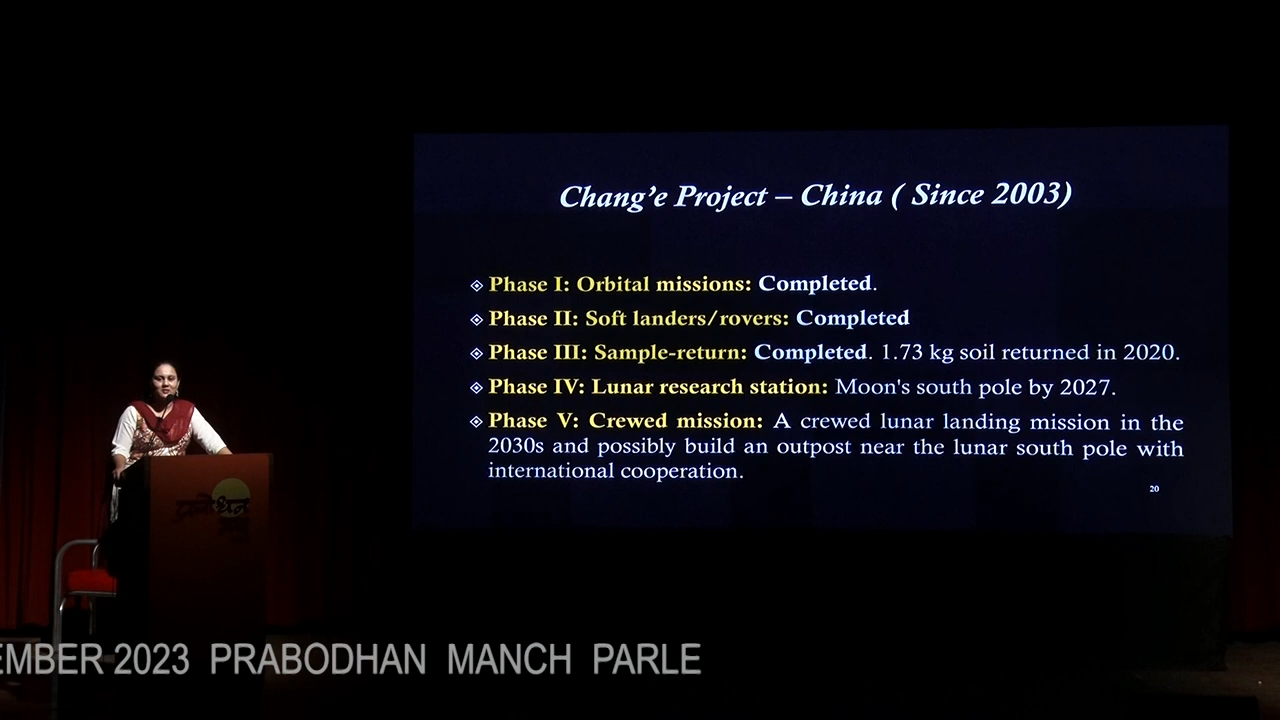 Chang’e Project – China ( Since 2003)
Phase I: Orbital missions: Completed.
Phase II: Soft landers/rovers: Completed
Phase III: Sample-return: Completed. 1.73 kg soil returned in 2020.
Phase IV: Lunar research station: Moon's south pole by 2027.
Phase V: Crewed mission: A crewed lunar landing mission in the
2030s and possibly build an outpost near the lunar south pole with
international cooperation.
20
प्रबोधन
EMBER 2023 PRABODHAN MANCH PARLE